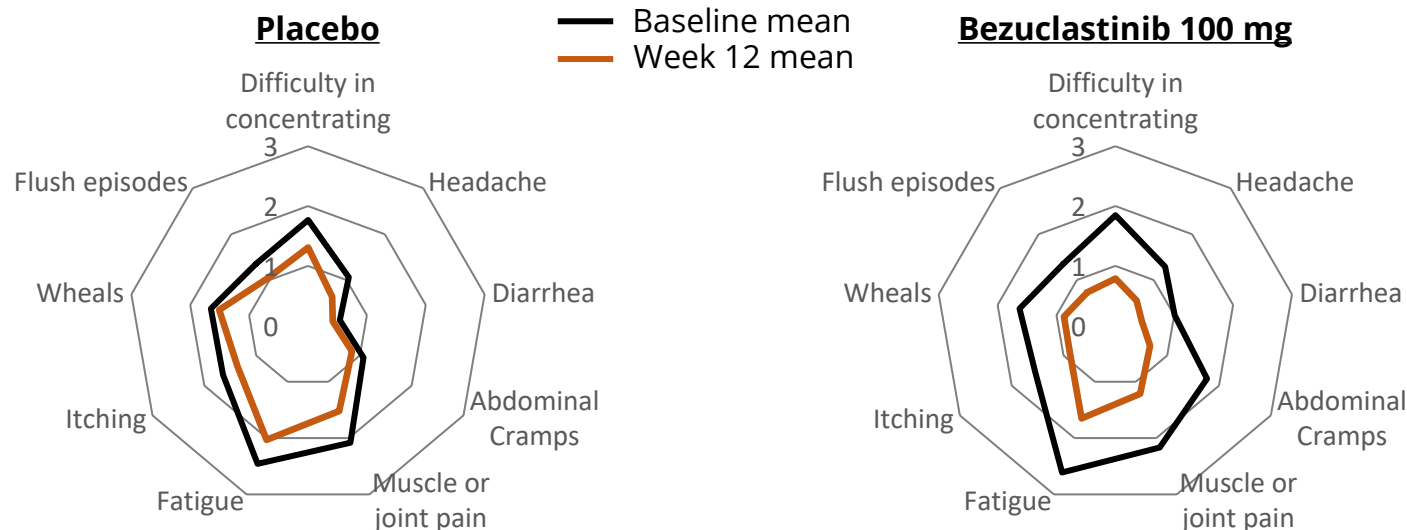 Placebo
Baseline mean
Week 12 mean
Bezuclastinib 100 mg
Difficulty in
concentrating
3
Flush episodes
Headache
2
1
Wheals
Diarrhea
0
Itching
Abdominal
Cramps
Fatigue
Muscle or
joint pain
Difficulty in
concentrating
3
Flush episodes
Headache
2
1
Wheals
Diarrhea
0
Itching
Abdominal
Cramps
Fatigue
Muscle or
joint pain